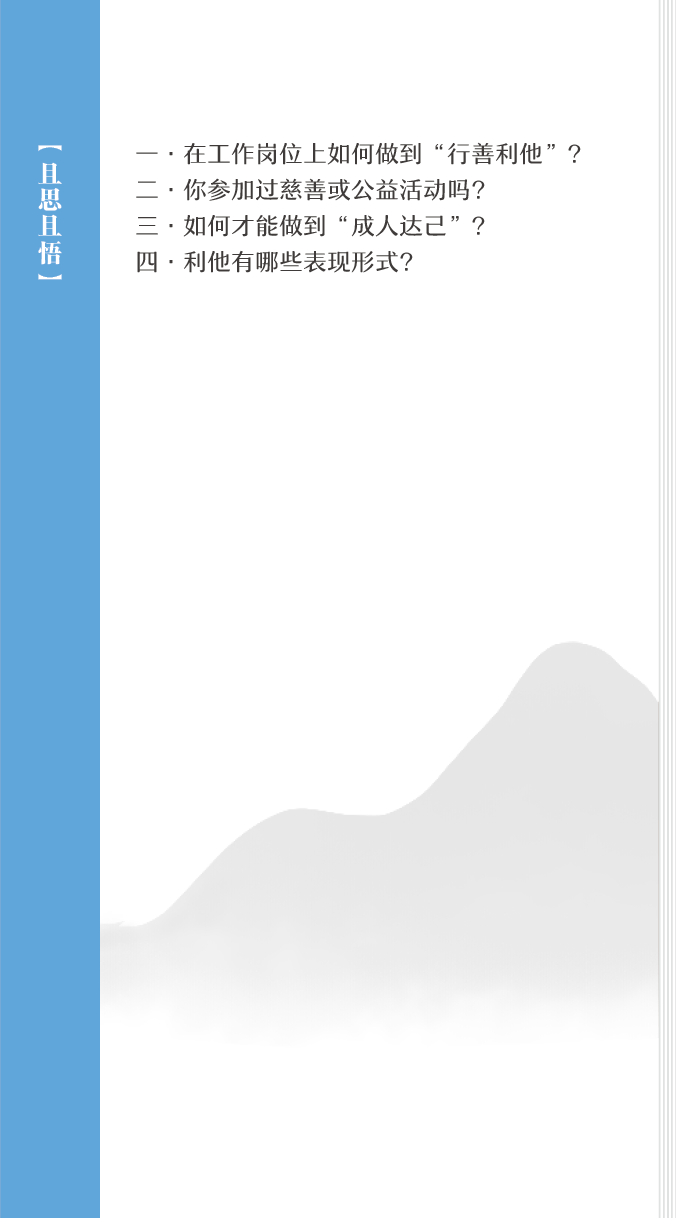 【且思且悟】
一·在工作岗位上如何做到“行善利他”？
二·你参加过慈善或公益活动吗？
三·如何才能做到“成人达己”？
四·利他有哪些表现形式？